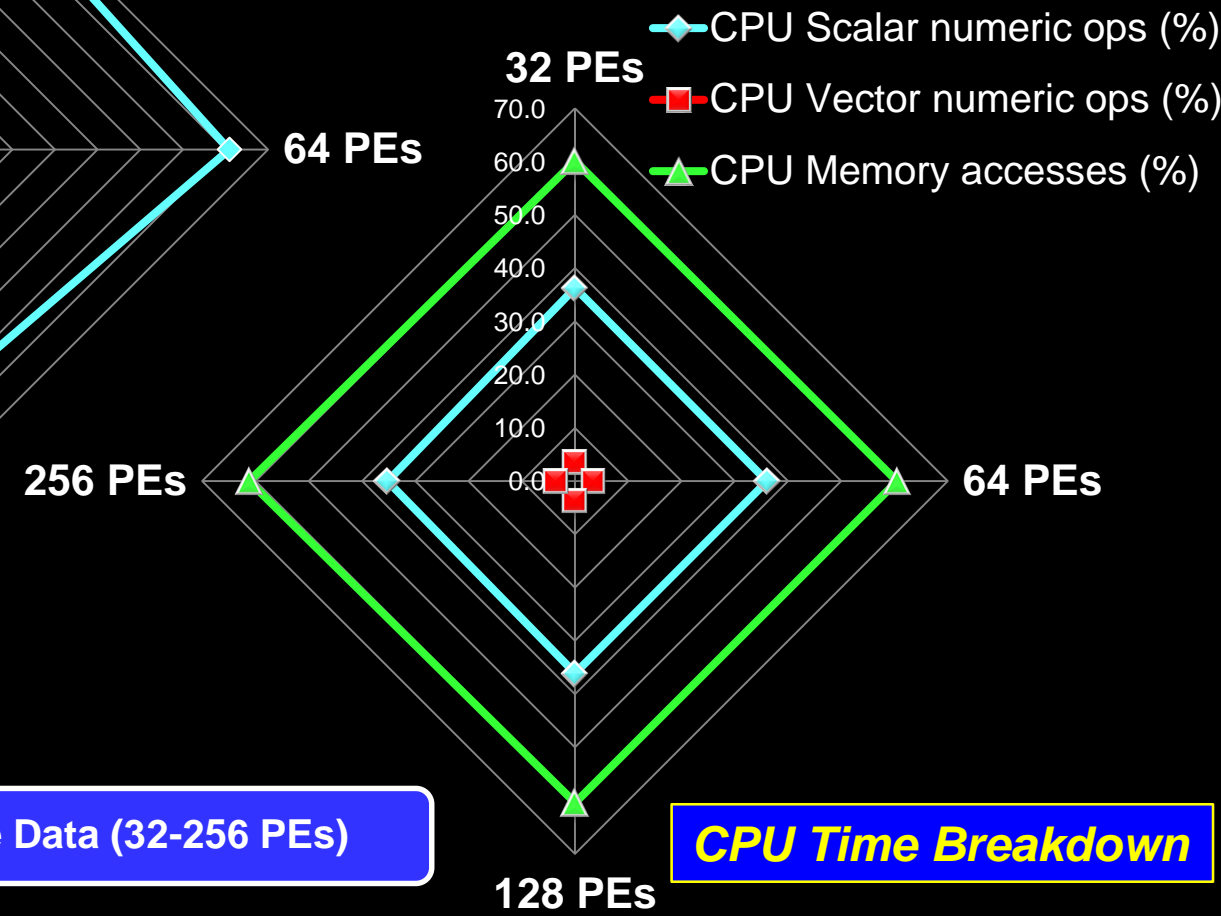 CPU Scalar numeric ops (%)
32 PEs
CPU Vector numeric ops (%)
70.0
64 PEs
60.0
CPU Memory accesses (%)
50.0
40.0
30.0
20.0
10.0
256 PEs
0.0
64 PEs
Data (32-256 PEs)
CPU Time Breakdown
128 PEs